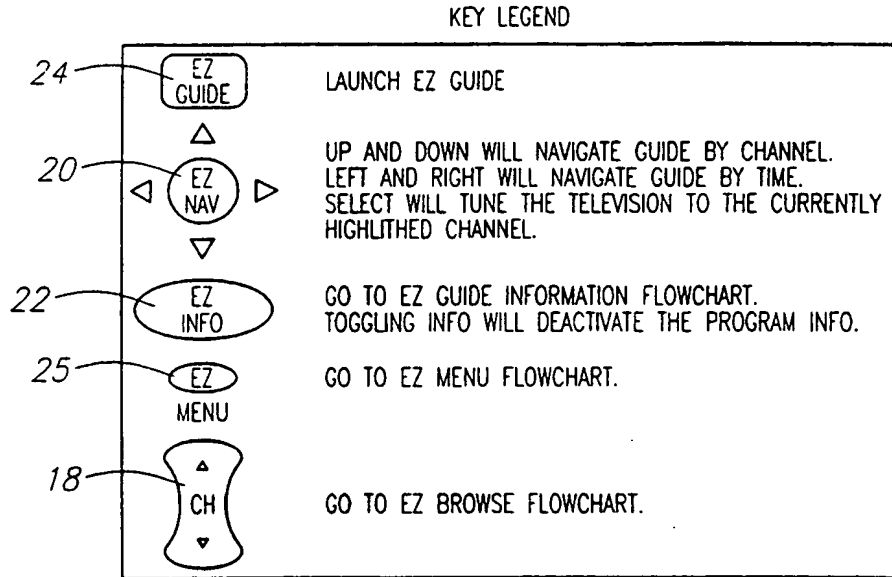 KEY LEGEND
24
EZ
GUIDE
LAUNCH EZ GUIDE
20
EZ
NAV
UP AND DOWN WILL NAVIGATE GUIDE BY CHANNEL.
LEFT AND RIGHT WILL NAVIGATE GUIDE BY TIME.
SELECT WILL TUNE THE TELEVISION TO THE CURRENTLY
HIGHLITHED CHANNEL.
22
EZ
INFO
GO TO EZ GUIDE INFORMATION FLOWCHART.
TOGGLING INFO WILL DEACTIVATE THE PROGRAM INFO.
25
EZ
MENU
GO TO EZ MENU FLOWCHART.
18
CH
GO TO EZ BROWSE FLOWCHART.